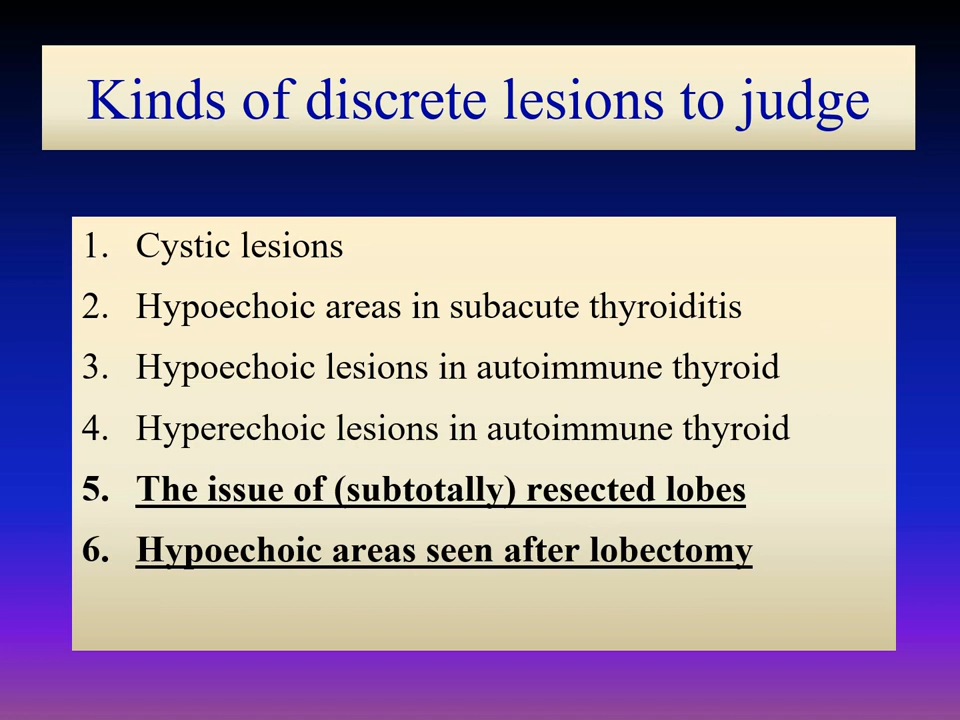 Kinds of discrete lesions to judge
1. Cystic lesions
2. Hypoechoic areas in subacute thyroiditis
3. Hypoechoic lesions in autoimmune thyroid
4. Hyperechoic lesions in autoimmune thyroid
5. The issue of (subtotally) resected lobes
6. Hypoechoic areas seen after lobectomy